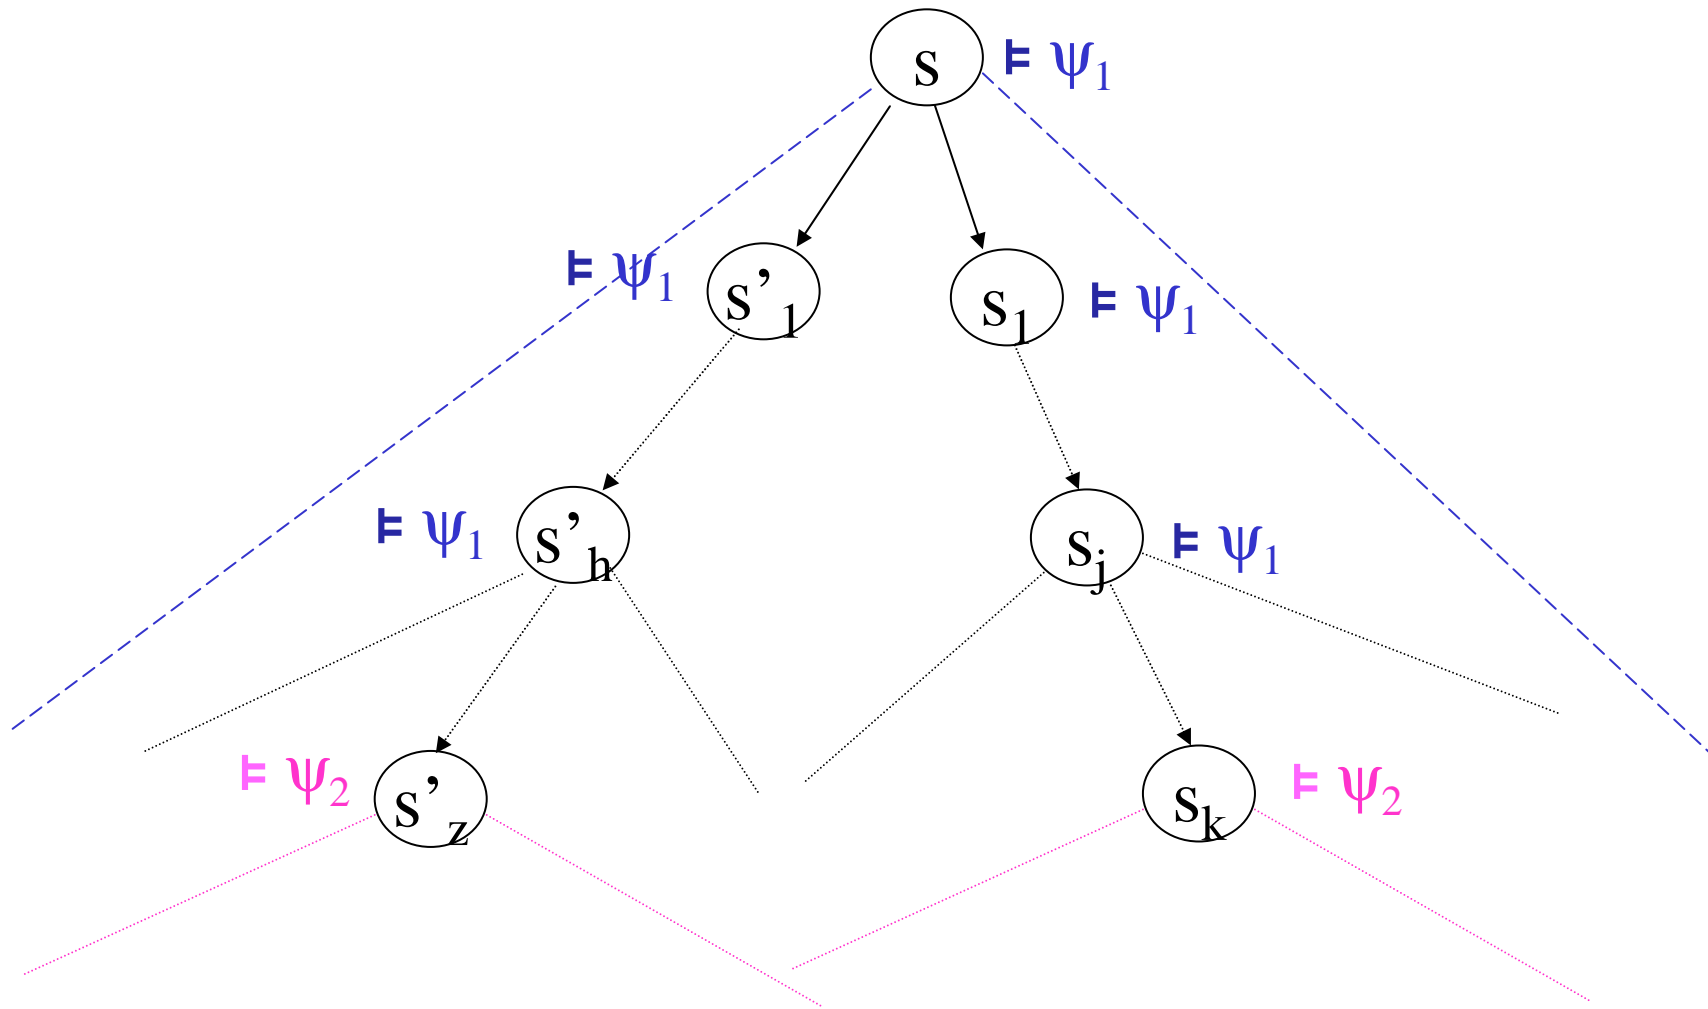 s ⊨ ψ1
⊨ ψ1 s’1 s1 ⊨ ψ1
⊨ ψ1 s’h sj ⊨ ψ1
⊨ ψ2 s’z sk ⊨ ψ2